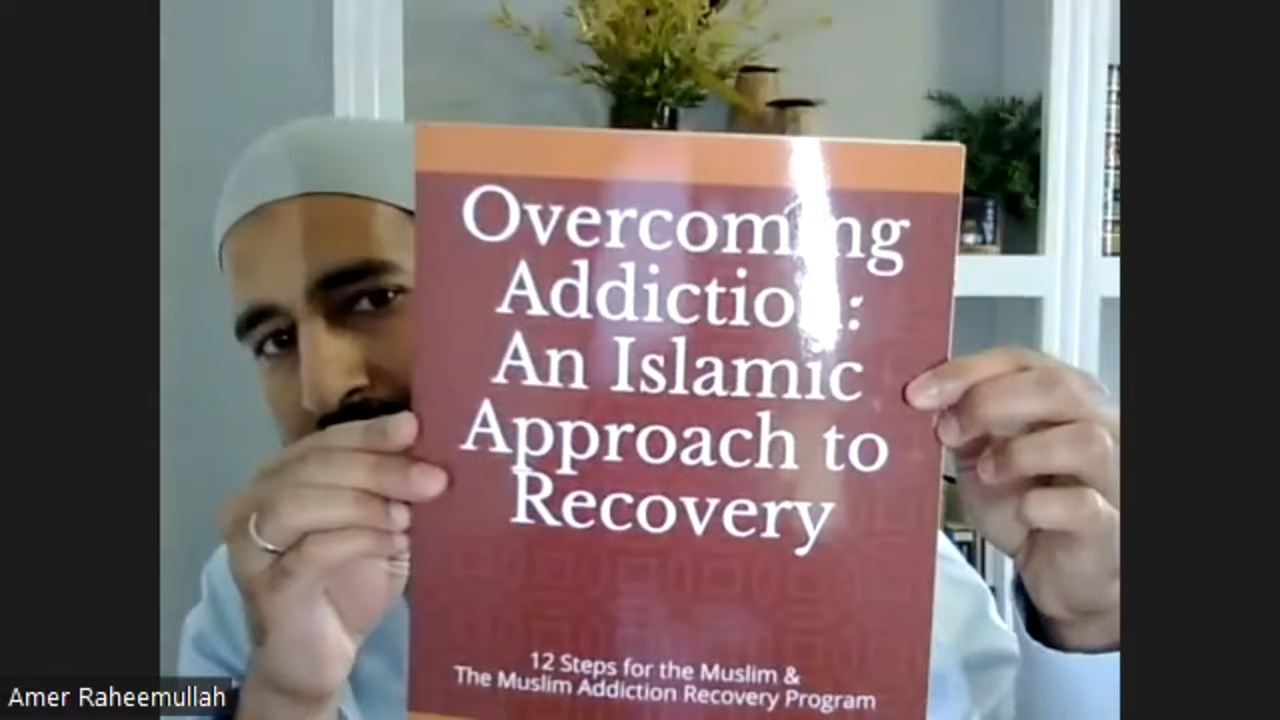 Overcoming
Addiction:
An Islamic
Approach to
Recovery
12 Steps for the Muslim &
The Muslim Addiction Recovery Program
Amer Raheemullah